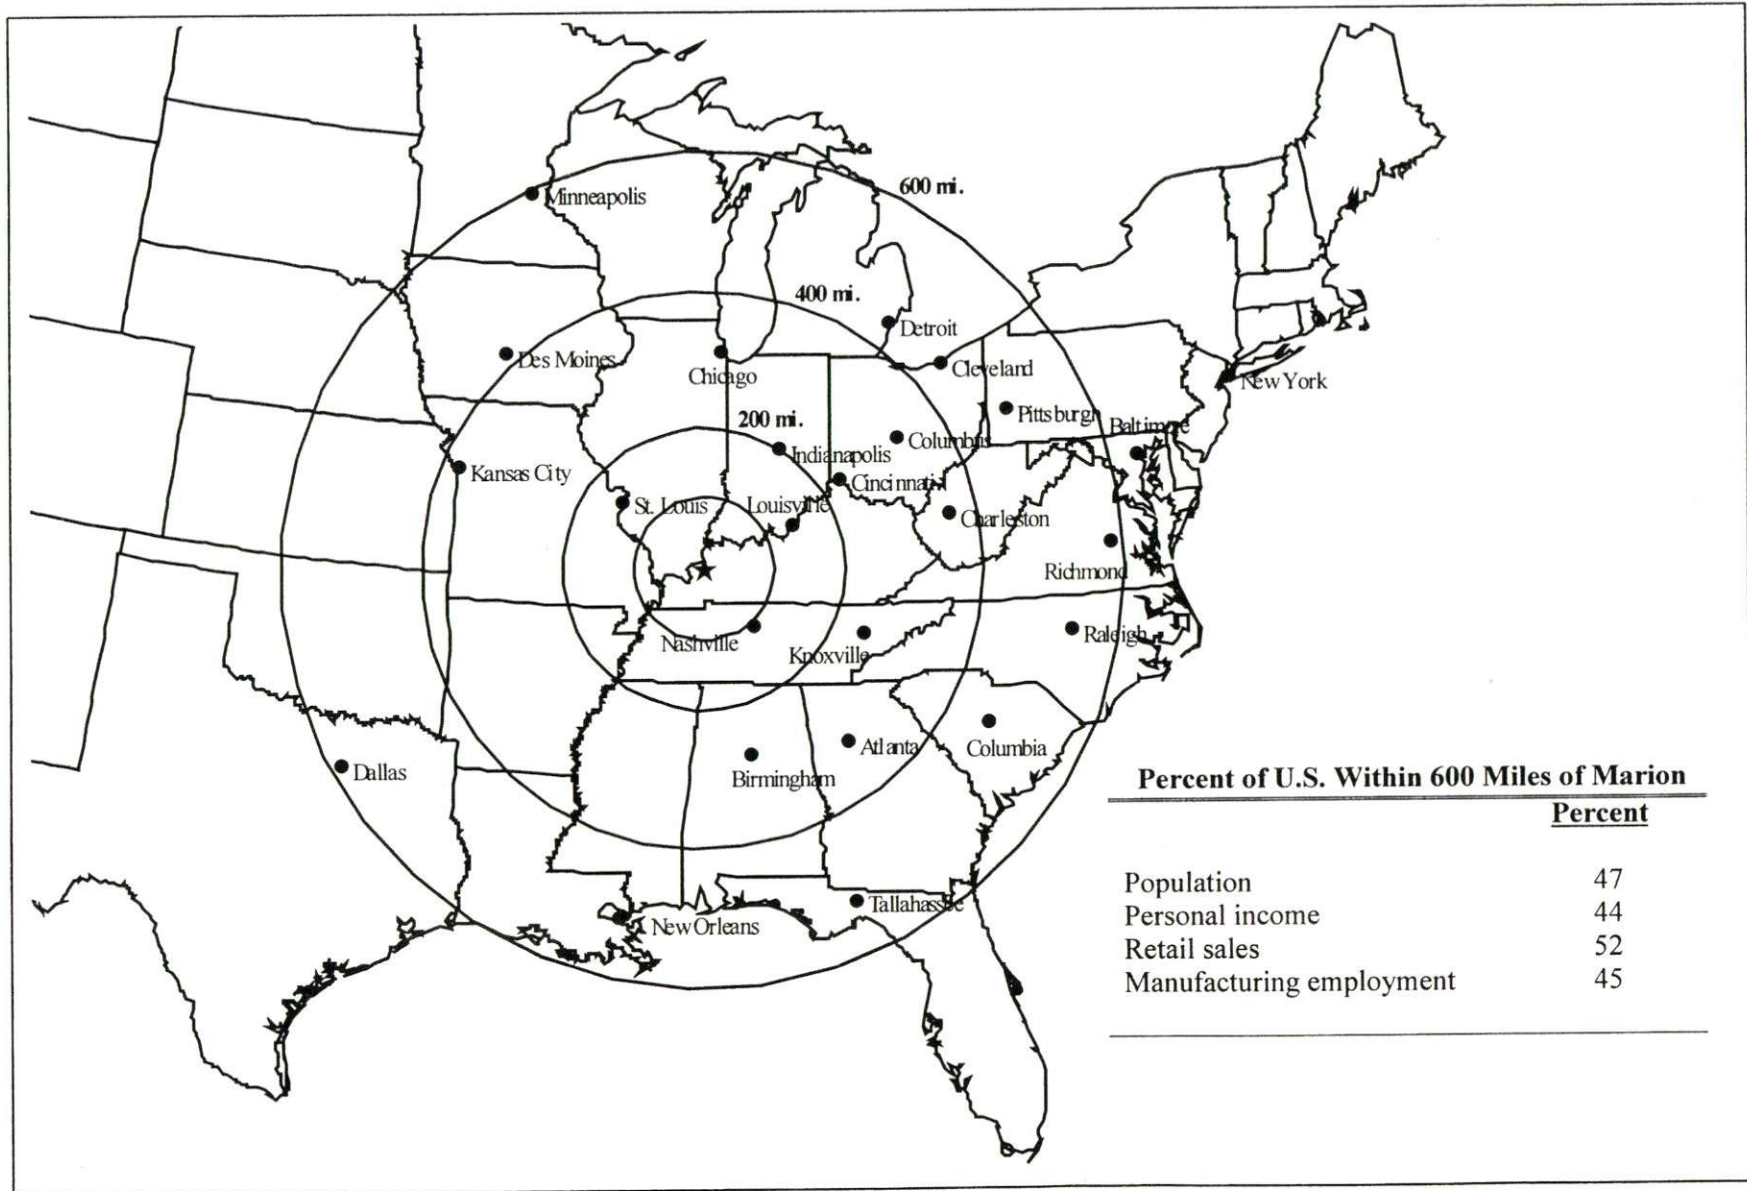 600 mi.
Minneapolis
400 mi.
Detroit
Des Moines
Chicago
Cleveland
New York
200 mi.
Pittsburgh
Baltimore
Columbus
Indianapolis
Kansas City
Cincinnati
St. Louis
Louisville
Charleston
Richmond
Nashville
Knoxville
Raleigh
Atlanta
Columbia
Dallas
Birmingham
Tallahassee
New Orleans
Percent of U.S. Within 600 Miles of Marion
Percent
Population 47
Personal income 44
Retail sales 52
Manufacturing employment 45